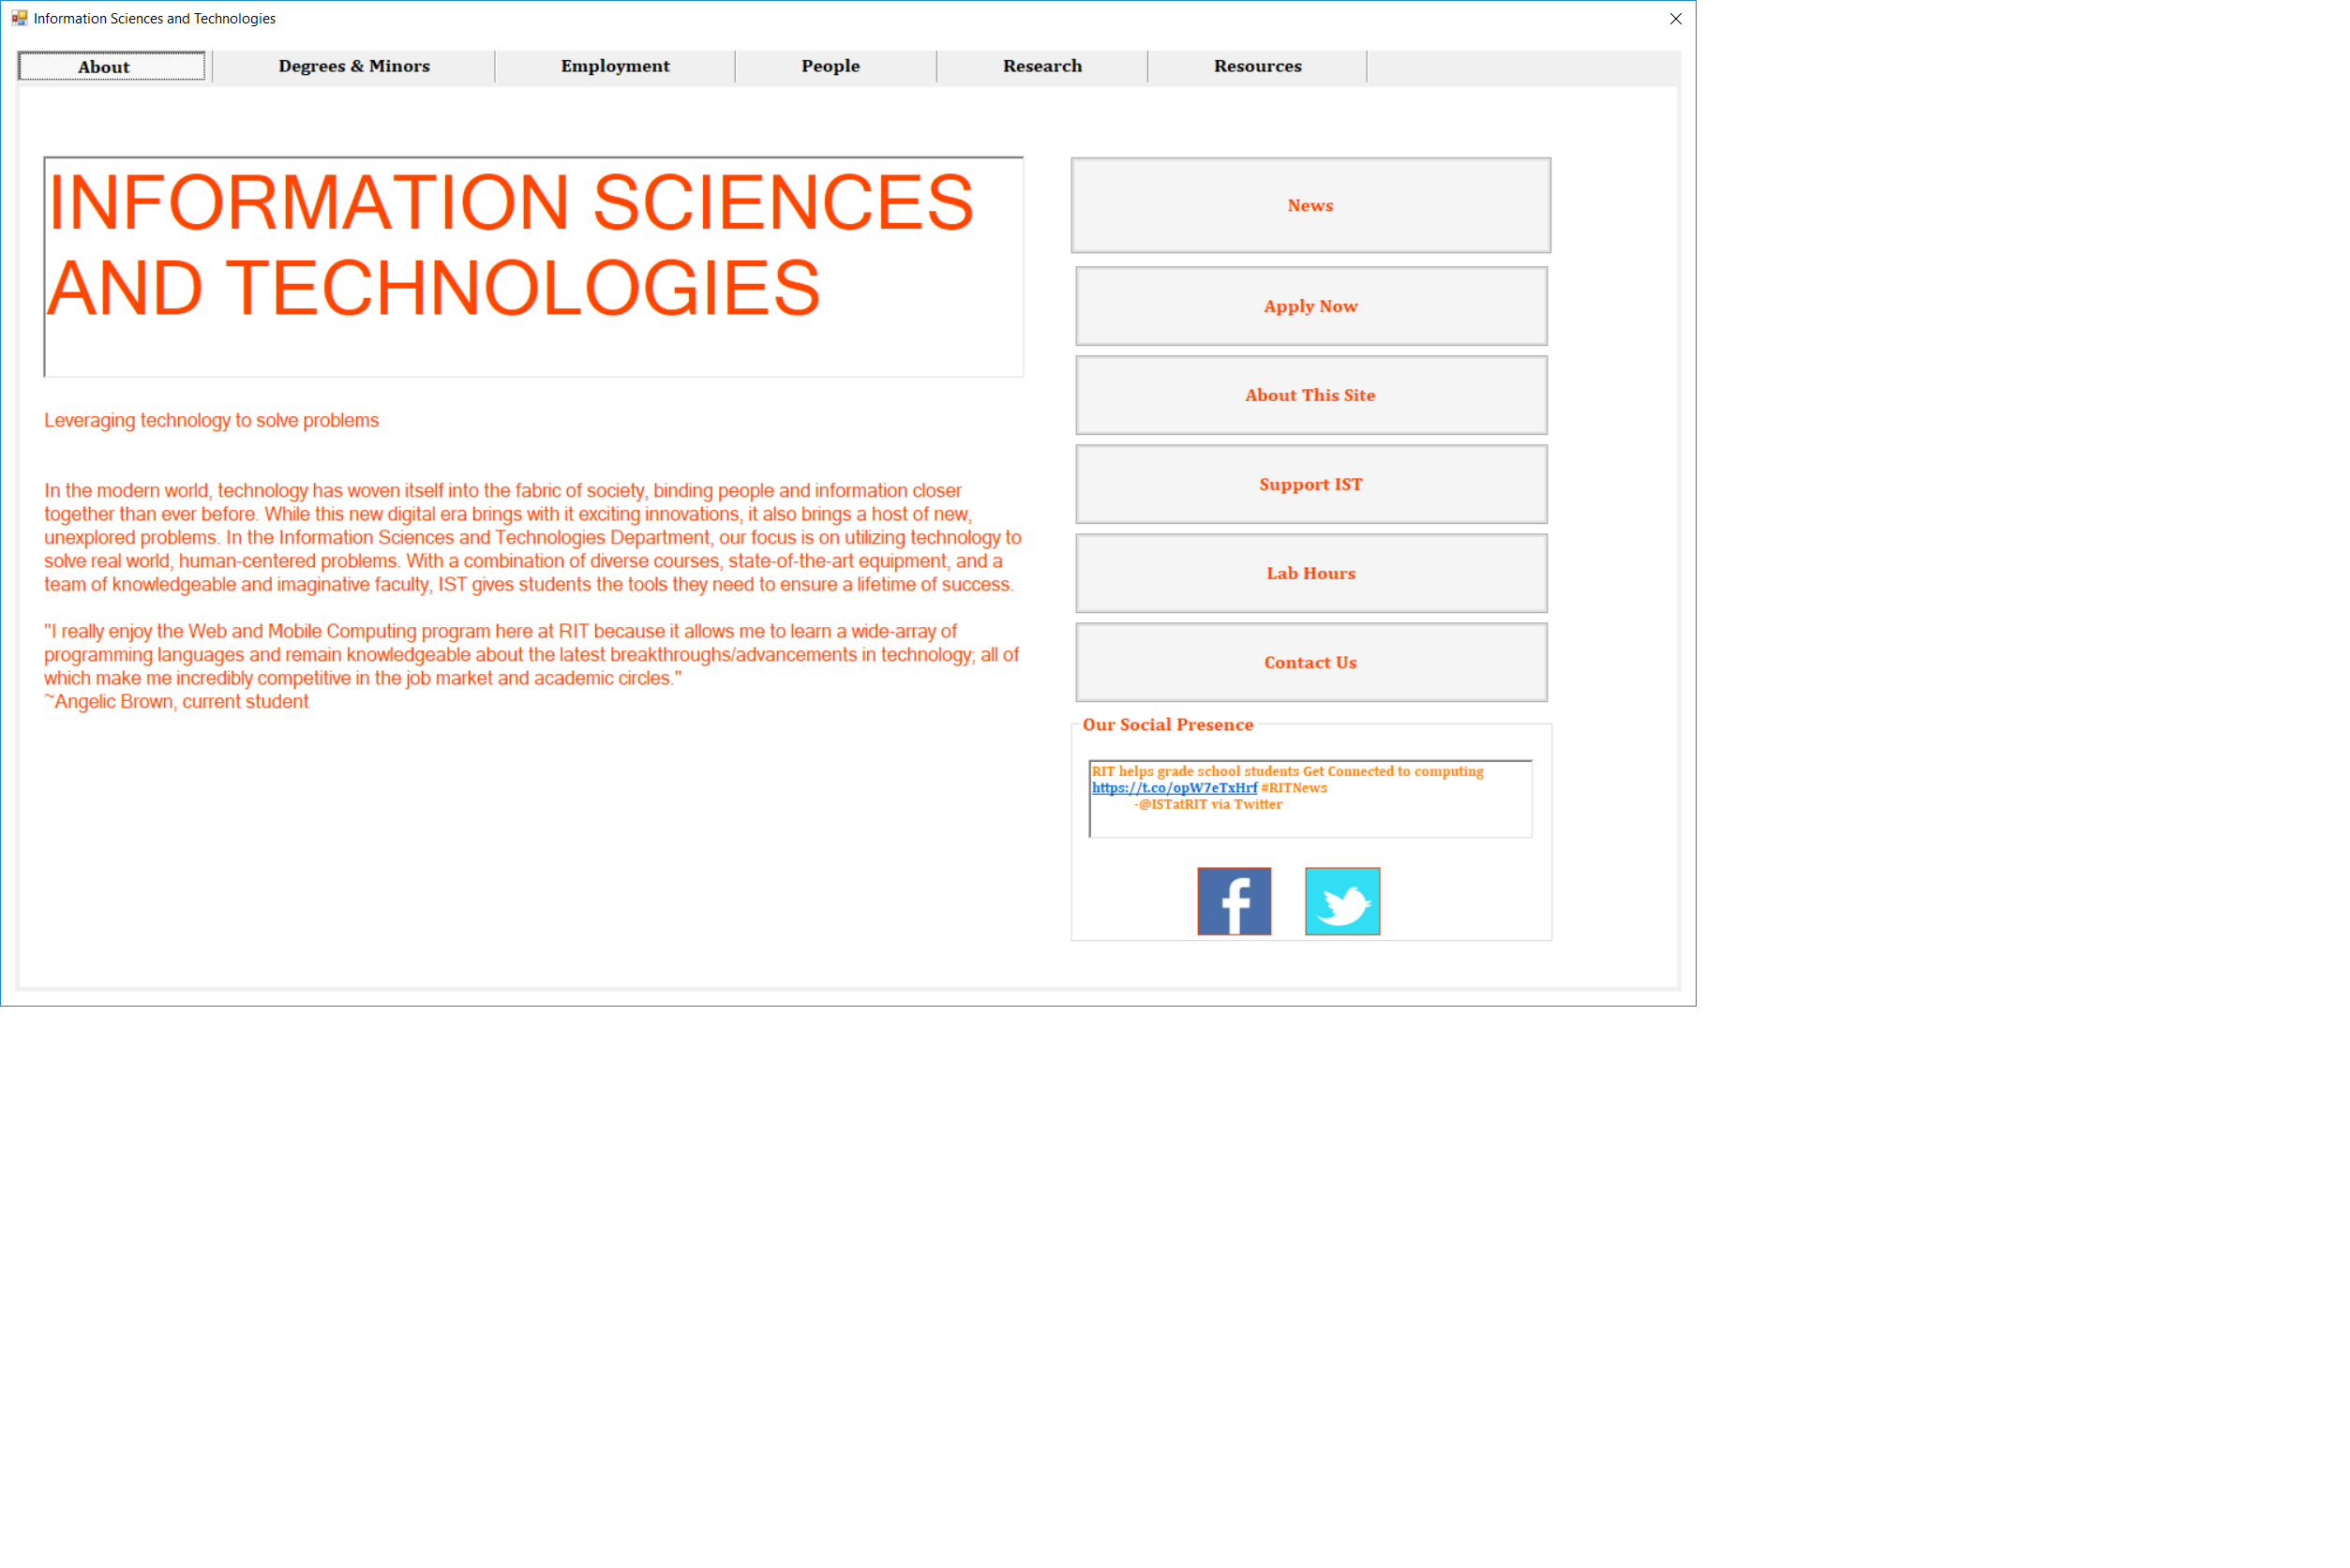 Information Sciences and Technologies
About
Degrees & Minors
Employment
People
Research
Resources
INFORMATION SCIENCES
AND TECHNOLOGIES
Leveraging technology to solve problems
In the modern world, technology has woven itself into the fabric of society, binding people and information closer
together than ever before. While this new digital era brings with it exciting innovations, it also brings a host of new,
unexplored problems. In the Information Sciences and Technologies Department, our focus is on utilizing technology to
solve real world, human-centered problems. With a combination of diverse courses, state-of-the-art equipment, and a
team of knowledgeable and imaginative faculty, IST gives students the tools they need to ensure a lifetime of success.
"I really enjoy the Web and Mobile Computing program here at RIT because it allows me to learn a wide-array of
programming languages and remain knowledgeable about the latest breakthroughs/advancements in technology; all of
which make me incredibly competitive in the job market and academic circles."
~Angelic Brown, current student
News
Apply Now
About This Site
Support IST
Lab Hours
Contact Us
Our Social Presence
RIT helps grade school students Get Connected to computing
https://t.co/opW7eTxHrf #RITNews
-@ISTatRIT via Twitter